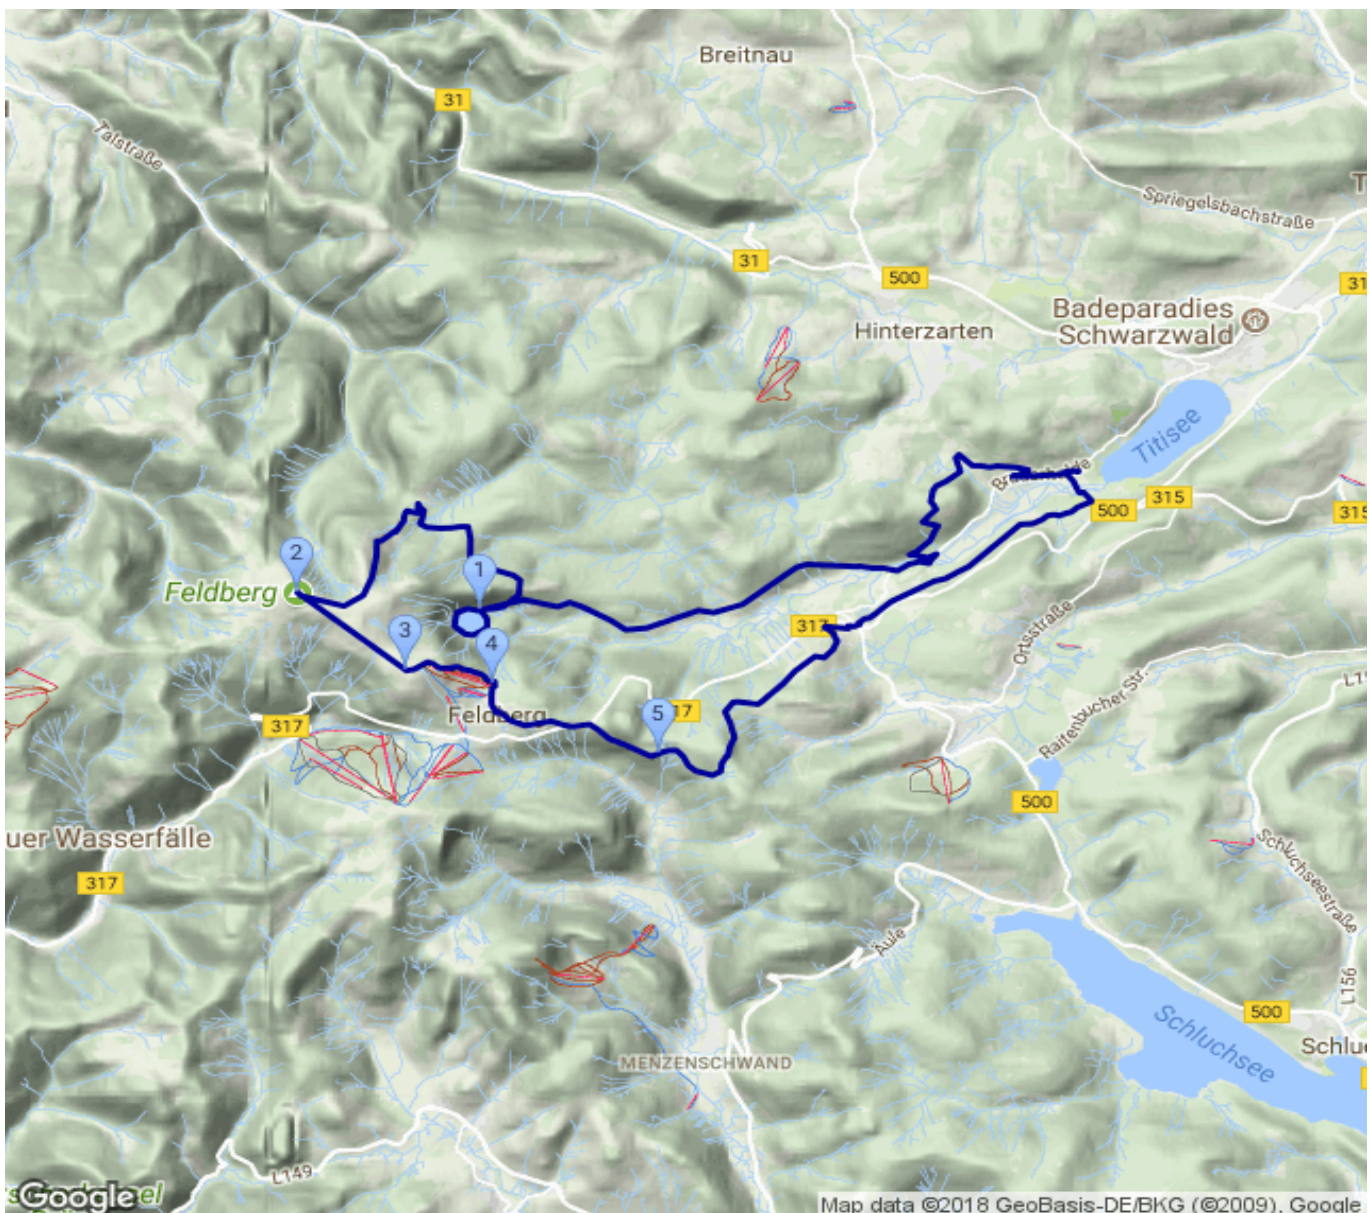 Breitnau
31
Talstraße
Spriegelsbachstraße
31
500
31
Badeparadies
Schwarzwald
Hinterzarten
Titisee
315
500
315
2
1
Feldberg
3
4
317
Ortsstraße
Raitenbucher Str.
5
17
Feldberg
317
500
uer Wasserfälle
317
Schluchseestraße
Äule
L156
500
Schluchsee
Schlu
MENZENSCHWAND
L149
Google
Map data ©2018 GeoBasis-DE/BKG (©2009), Google